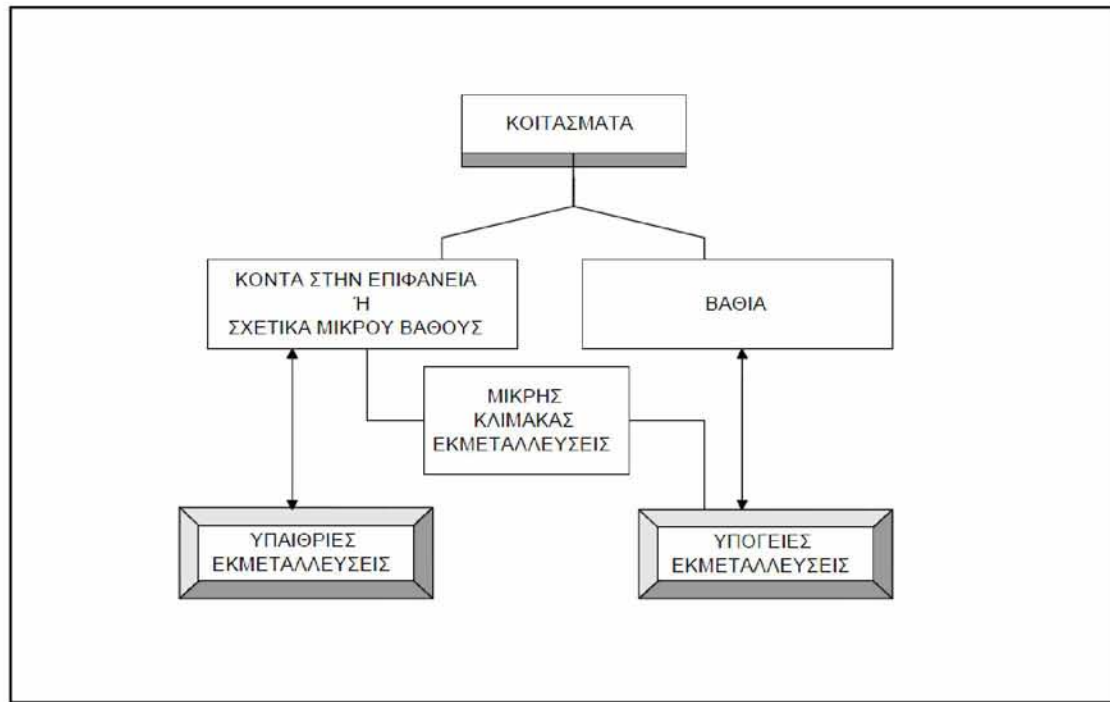 ΚΟΙΤΑΣΜΑΤΑ
ΚΟΝΤΑ ΣΤΗΝ ΕΠΙΦΑΝΕΙΑ
Ή
ΣΧΕΤΙΚΑ ΜΙΚΡΟΥ ΒΑΘΟΥΣ
ΒΑΘΙΑ
ΜΙΚΡΗΣ
ΚΛΙΜΑΚΑΣ
ΕΚΜΕΤΑΛΛΕΥΣΕΙΣ
ΥΠΑΙΘΡΙΕΣ
ΕΚΜΕΤΑΛΛΕΥΣΕΙΣ
ΥΠΟΓΕΙΕΣ
ΕΚΜΕΤΑΛΛΕΥΣΕΙΣ